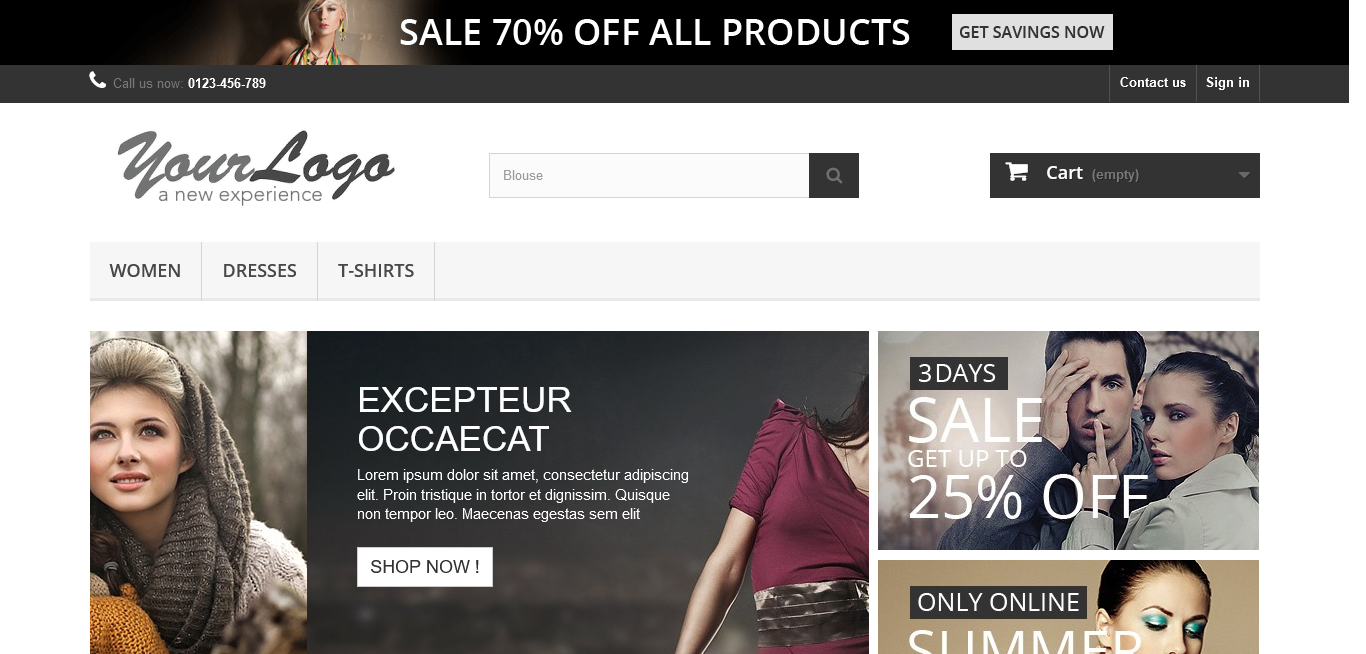 SALE 70% OFF ALL PRODUCTS
GET SAVINGS NOW
Call us now: 0123-456-789
Contact us
Sign in
YourLogo
a new experience
Blouse
Cart (empty)
WOMEN
DRESSES
T-SHIRTS
EXCEPTEUR
OCCAECAT
Lorem ipsum dolor sit amet, consectetur adipiscing
elit. Proin tristique in tortor et dignissim. Quisque
non tempor leo. Maecenas egestas sem elit
SHOP NOW !
3 DAYS
SALE
GET UP TO
25% OFF
ONLY ONLINE
SUMMER